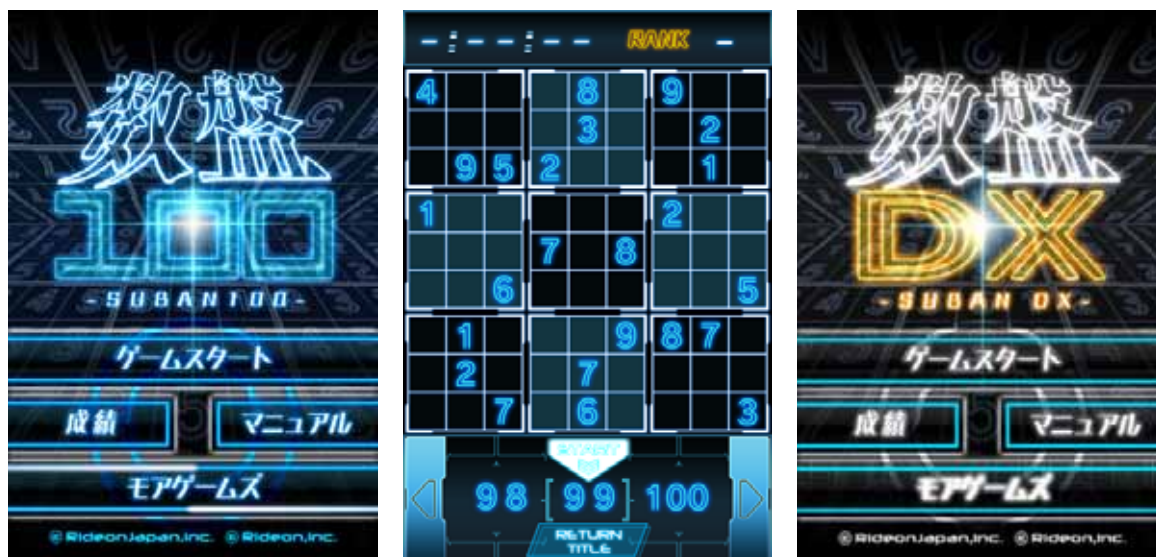 数盤
100
-SUBAN100-
ゲームスタート
成績
マニュアル
モアゲームズ
©RideonJapan,Inc. ©Rideon,Inc.
-:--:-- RANK -
4 8 9
3 2
9 5 2 1
1 2
7 8
6 5
1 9 8 7
2 7
7 6 3
98 [99] 100
RETURN
TITLE
数盤
DX
-SUBAN DX-
ゲームスタート
成績
マニュアル
モアゲームズ
©RideonJapan,Inc. ©Rideon,Inc.